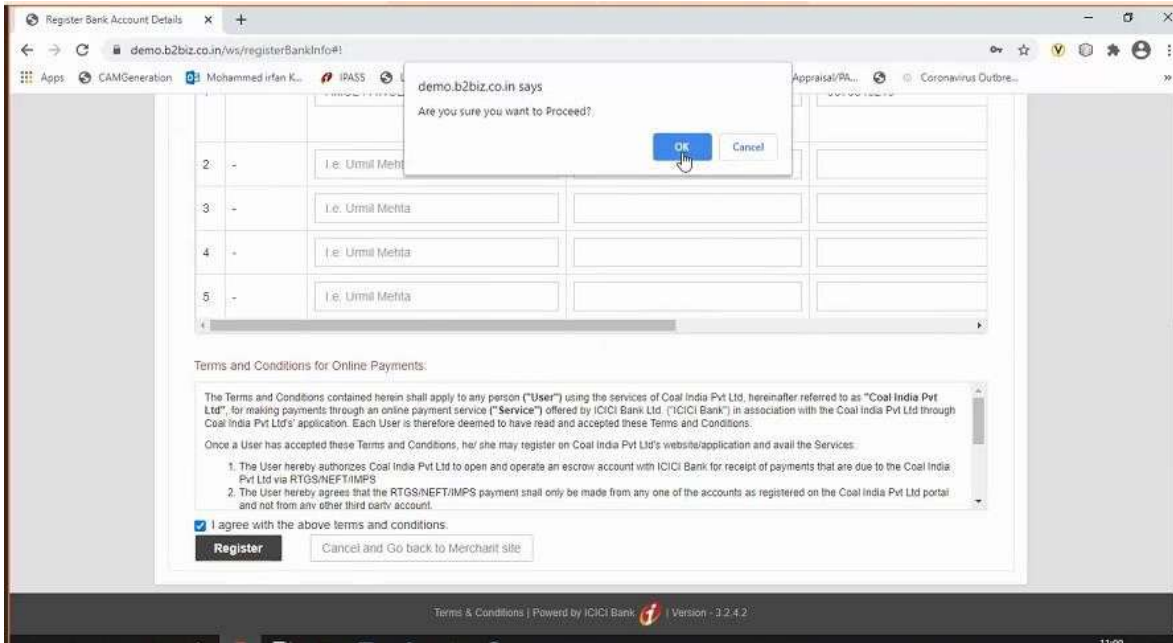 Register Bank Account Details
demo.b2biz.co.in/ws/registerBankInfo#!
Apps CAMGeneration Mohammed irfan K... IPASS Appraisal/PA... Coronavirus Outbre...
demo.b2biz.co.in says
Are you sure you want to Proceed?
OK Cancel
2 - I.e. Urmil Meht
3 - I.e. Urmil Mehta
4 - I.e. Urmil Mehta
5 - I.e. Urmil Mehta
Terms and Conditions for Online Payments:
The Terms and Conditions contained herein shall apply to any person ("User") using the services of Coal India Pvt Ltd, hereinafter referred to as "Coal India Pvt
Ltd", for making payments through an online payment service ("Service") offered by ICICI Bank Ltd. ("ICICI Bank") in association with the Coal India Pvt Ltd through
Coal India Pvt Ltds' application. Each User is therefore deemed to have read and accepted these Terms and Conditions.
Once a User has accepted these Terms and Conditions, he/ she may register on Coal India Pvt Ltd's website/application and avail the Services:
1. The User hereby authorizes Coal India Pvt Ltd to open and operate an escrow account with ICICI Bank for receipt of payments that are due to the Coal India
Pvt Ltd via RTGS/NEFT/IMPS
2. The User hereby agrees that the RTGS/NEFT/IMPS payment shall only be made from any one of the accounts as registered on the Coal India Pvt Ltd portal
and not from any other third party account.
I agree with the above terms and conditions.
Register Cancel and Go back to Merchant site
Terms & Conditions | Powerd by ICICI Bank | Version - 3.2.4.2